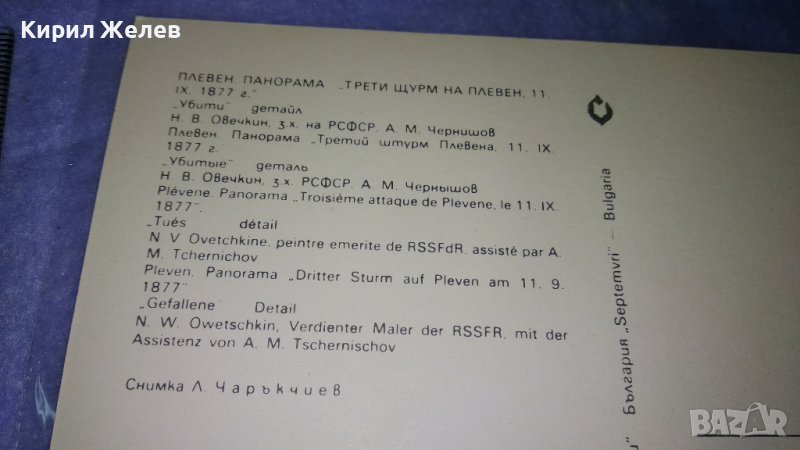 Кирил Желев
ПЛЕВЕН. ПАНОРАМА „ТРЕТИ ЩУРМ НА ПЛЕВЕН, 11.
IX. 1877 г."
„Убити" детайл
Н. В. Овечкин, з.х. на РСФСР. А. М. Чернишов
Плевен. Панорама „Третий штурм Плевена, 11. IX.
1877 г."
„Убитые" деталь
Н. В. Овечкин, з.х. РСФСР. А. М. Чернышов
Plévene. Panorama „Troisième attaque de Plevene, le 11. IX.
1877".
„Tués détail
N. V. Ovetchkine, peintre emerite de RSSFdR, assisté par A.
M. Tchernichov
Pleven. Panorama „Dritter Sturm auf Pleven am 11. 9.
1877"
„Gefallene" Detail
N. W. Owetschkin, Verdienter Maler der RSSFR, mit der
Assistenz von A. M. Tschernischov
Снимка Л. Чаръкчиев
България „Septemvri" – Bulgaria
BAZAR